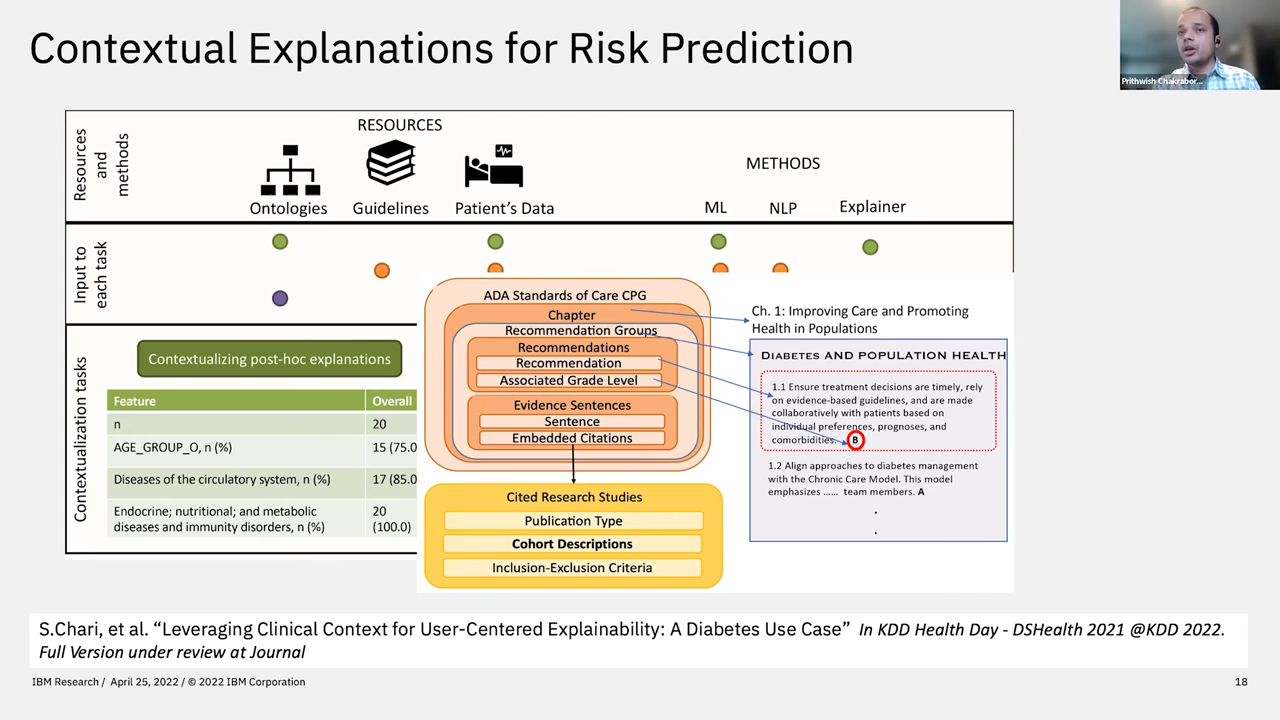 Contextual Explanations for Risk Prediction
Prithwish Chakrabor...
Resources and methods
RESOURCES
METHODS
Ontologies
Guidelines
Patient's Data
ML
NLP
Explainer
Input to each task
Contextualization tasks
Contextualizing post-hoc explanations
Feature Overall
n 20
AGE_GROUP_O, n (%) 15 (75.0
Diseases of the circulatory system, n (%) 17 (85.0
Endocrine; nutritional; and metabolic 20
diseases and immunity disorders, n (%) (100.0)
ADA Standards of Care CPG
Chapter
Recommendation Groups
Recommendations
Recommendation
Associated Grade Level
Evidence Sentences
Sentence
Embedded Citations
Cited Research Studies
Publication Type
Cohort Descriptions
Inclusion-Exclusion Criteria
Ch. 1: Improving Care and Promoting
Health in Populations
DIABETES AND POPULATION HEALTH
1.1 Ensure treatment decisions are timely, rely
on evidence-based guidelines, and are made
collaboratively with patients based on
individual preferences, prognoses, and
comorbidities. B
1.2 Align approaches to diabetes management
with the Chronic Care Model. This model
emphasizes ...... team members. A
.
.
S.Chari, et al. "Leveraging Clinical Context for User-Centered Explainability: A Diabetes Use Case" In KDD Health Day - DSHealth 2021 @KDD 2022.
Full Version under review at Journal
IBM Research / April 25, 2022 / © 2022 IBM Corporation
18